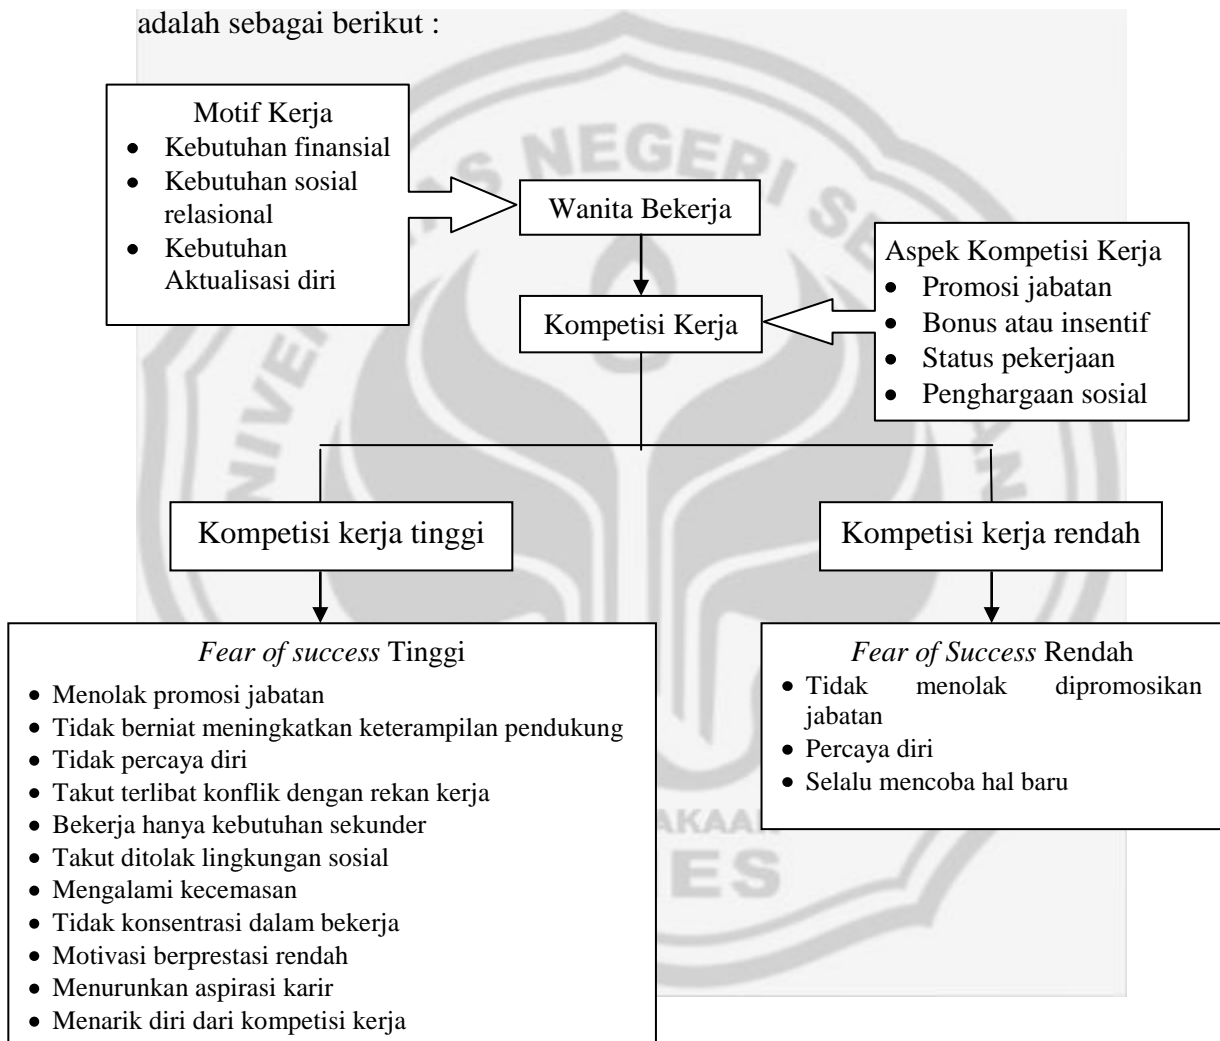 adalah sebagai berikut :
Motif Kerja
• Kebutuhan finansial
• Kebutuhan sosial
relasional
• Kebutuhan
Aktualisasi diri
Wanita Bekerja
Aspek Kompetisi Kerja
• Promosi jabatan
• Bonus atau insentif
• Status pekerjaan
• Penghargaan sosial
Kompetisi Kerja
Kompetisi kerja tinggi
Kompetisi kerja rendah
Fear of success Tinggi
• Menolak promosi jabatan
• Tidak berniat meningkatkan keterampilan pendukung
• Tidak percaya diri
• Takut terlibat konflik dengan rekan kerja
• Bekerja hanya kebutuhan sekunder
• Takut ditolak lingkungan sosial
• Mengalami kecemasan
• Tidak konsentrasi dalam bekerja
• Motivasi berprestasi rendah
• Menurunkan aspirasi karir
• Menarik diri dari kompetisi kerja
Fear of Success Rendah
• Tidak menolak dipromosikan
jabatan
• Percaya diri
• Selalu mencoba hal baru
NEGERI